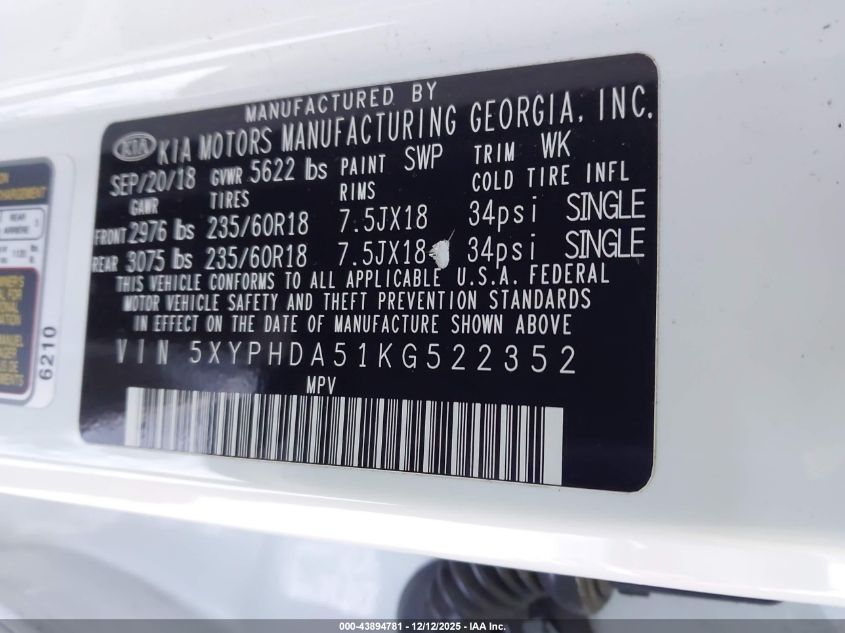 MANUFACTURED BY
KIA KIA MOTORS MANUFACTURING GEORGIA, INC.
SEP/20/18 GVWR 5622 lbs PAINT SWP TRIM WK
GAWR TIRES RIMS COLD TIRE INFL
FRONT 2976 lbs 235/60R18 7.5JX18 34psi SINGLE
REAR 3075 lbs 235/60R18 7.5JX18 34psi SINGLE
THIS VEHICLE CONFORMS TO ALL APPLICABLE U.S.A. FEDERAL
MOTOR VEHICLE SAFETY AND THEFT PREVENTION STANDARDS
IN EFFECT ON THE DATE OF MANUFACTURE SHOWN ABOVE
VIN 5XYPHDA51KG522352
MPV
REAR
ARRIERE
6210
000-43894781 - 12/12/2025 - IAA Inc.